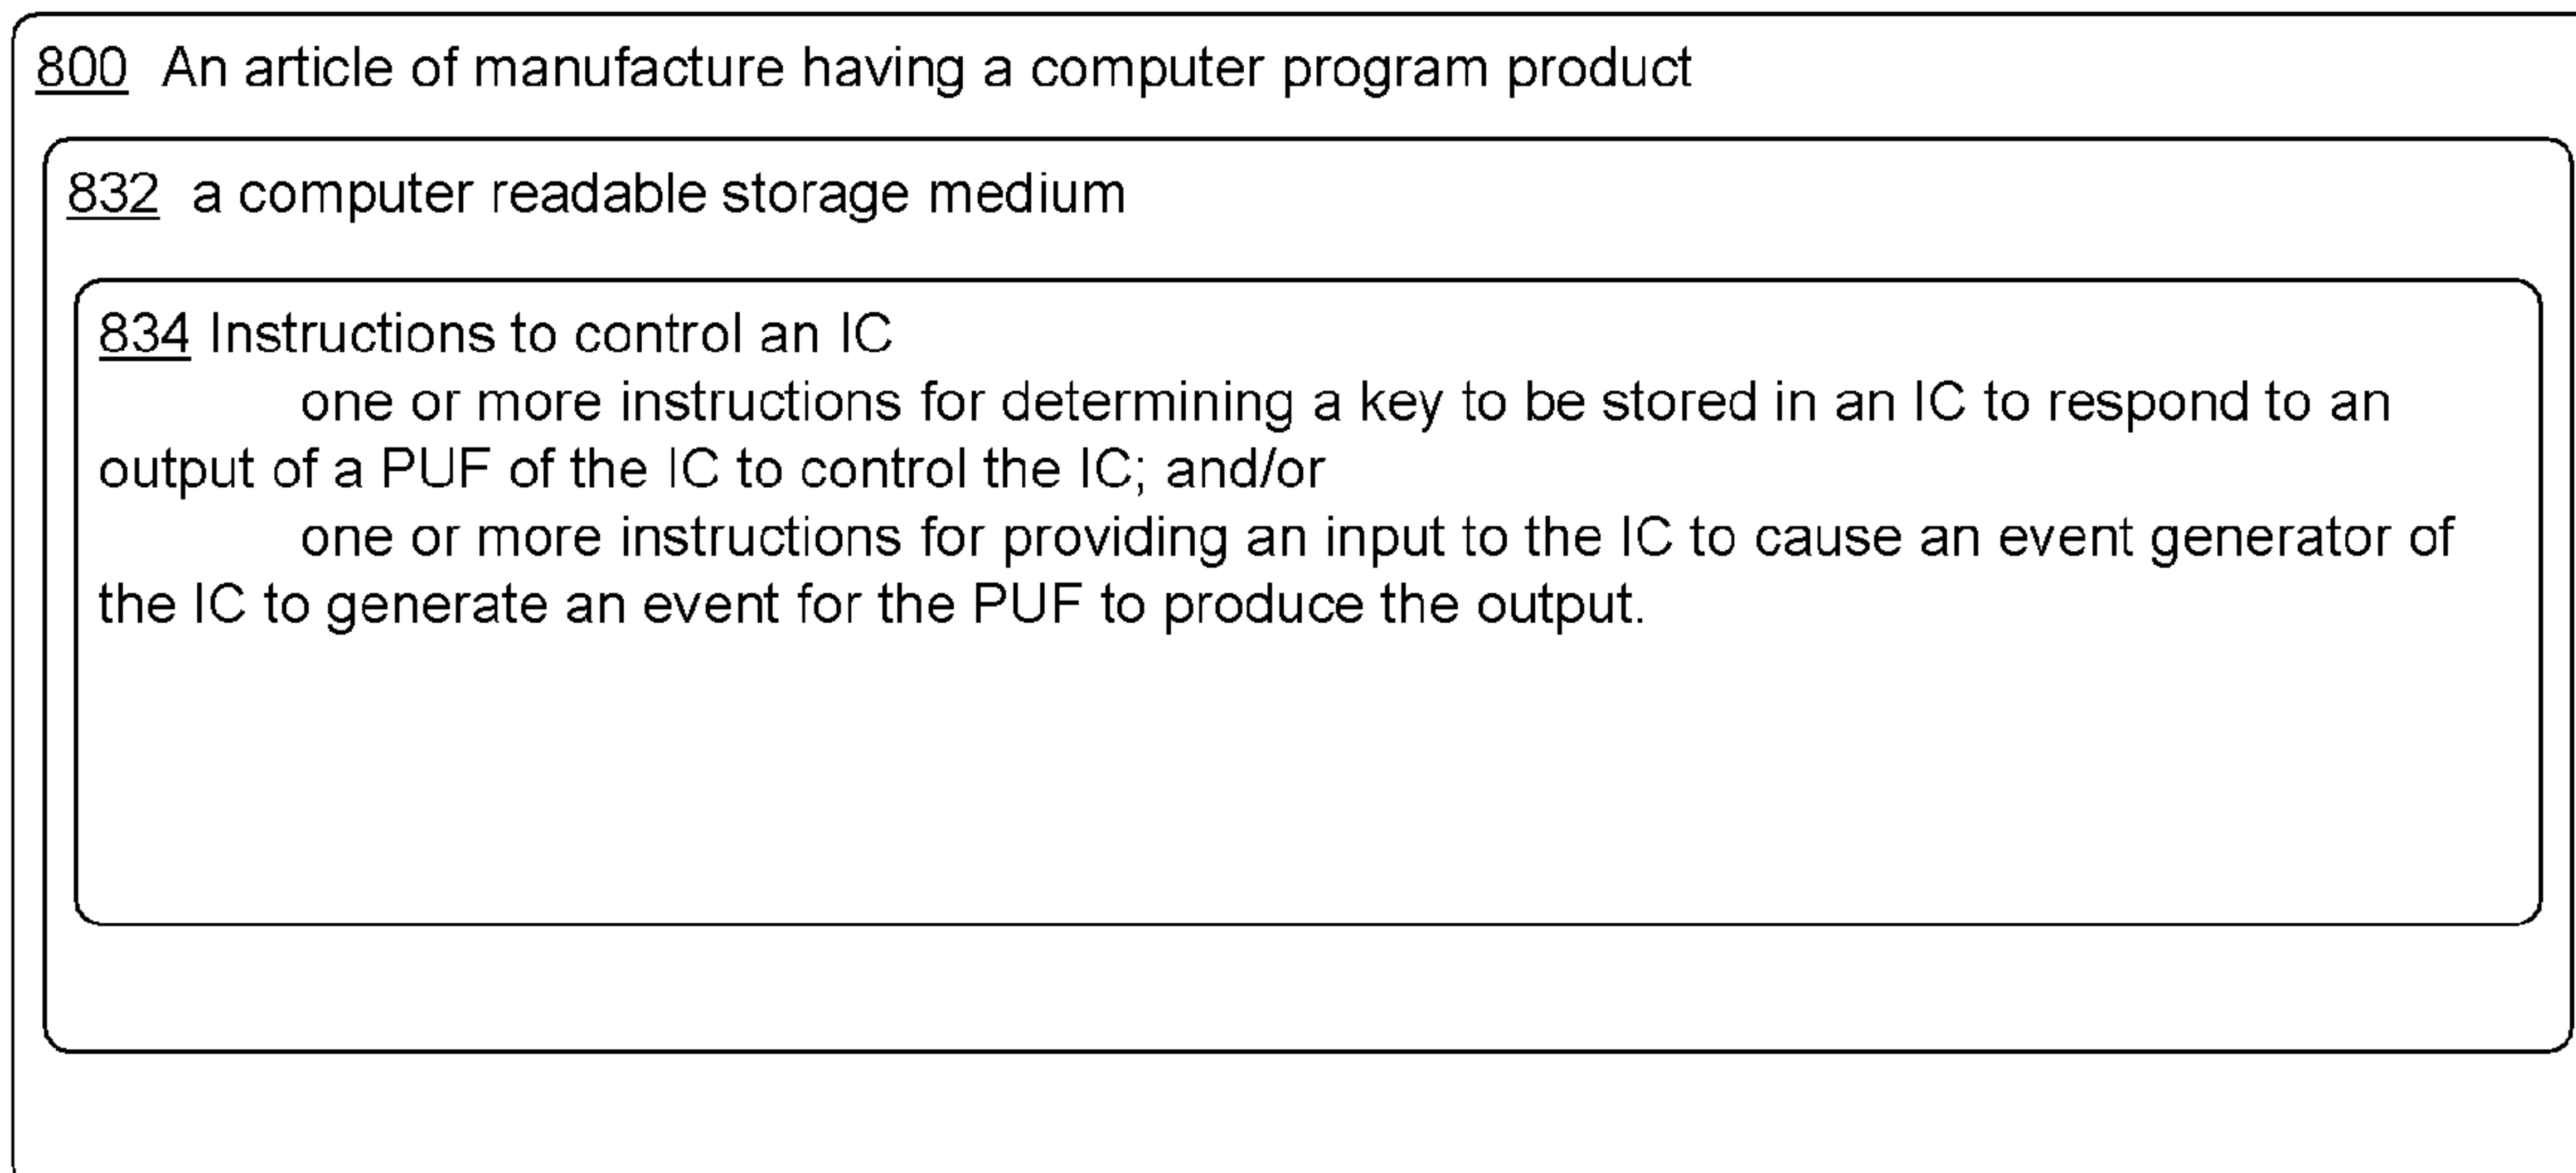 800 An article of manufacture having a computer program product
832 a computer readable storage medium
834 Instructions to control an IC
one or more instructions for determining a key to be stored in an IC to respond to an
output of a PUF of the IC to control the IC; and/or
one or more instructions for providing an input to the IC to cause an event generator of
the IC to generate an event for the PUF to produce the output.